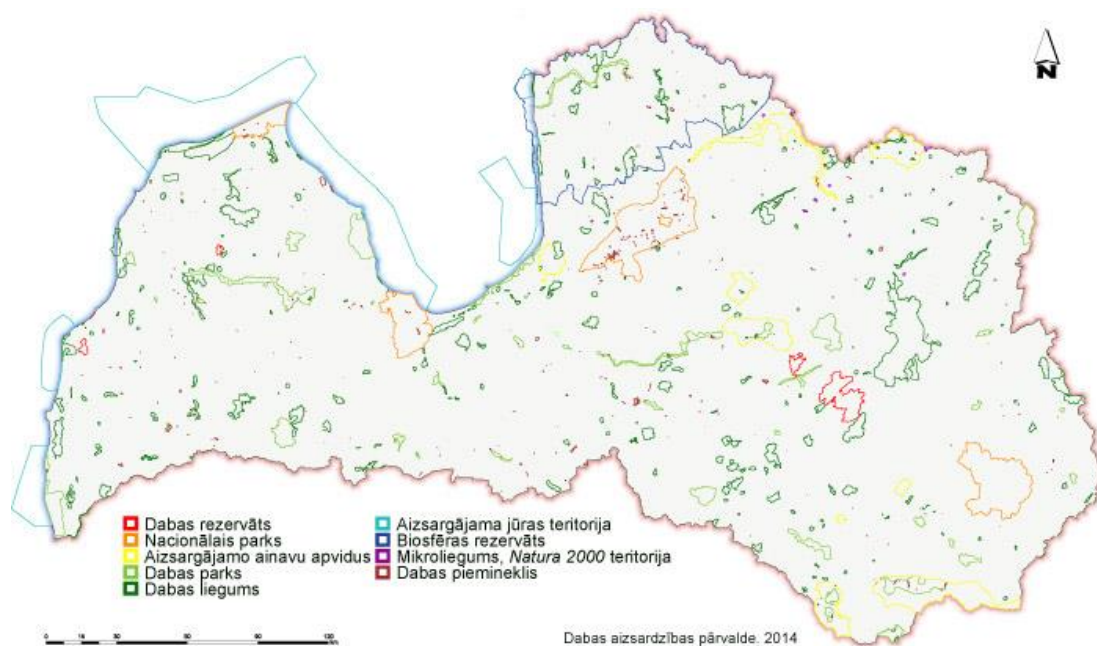 N
Dabas rezervāts
Nacionālais parks
Aizsargājamo ainavu apvidus
Dabas parks
Dabas liegums
Aizsargājama jūras teritorija
Biosfēras rezervāts
Mikroliegums, Natura 2000 teritorija
Dabas piemineklis
Dabas aizsardzības pārvalde. 2014